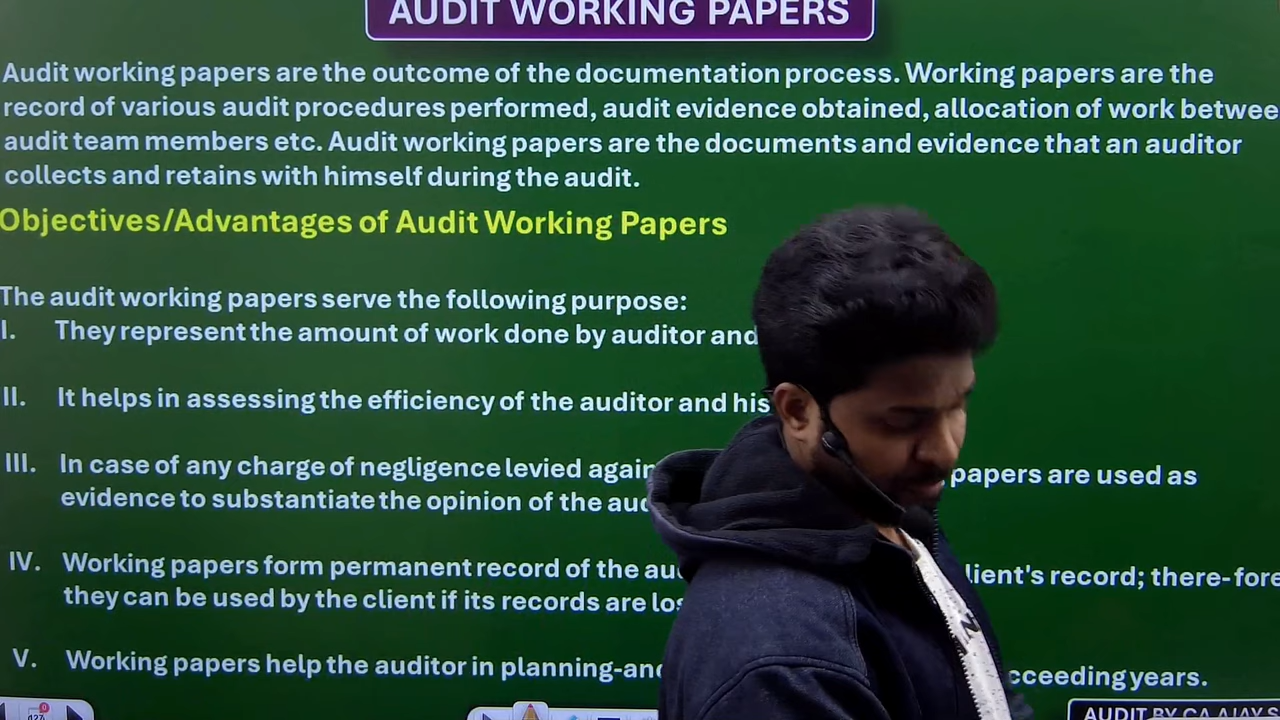 AUDIT WORKING PAPERS
Audit working papers are the outcome of the documentation process. Working papers are the
record of various audit procedures performed, audit evidence obtained, allocation of work betwee
audit team members etc. Audit working papers are the documents and evidence that an auditor
collects and retains with himself during the audit.
Objectives/Advantages of Audit Working Papers
The audit working papers serve the following purpose:
I. They represent the amount of work done by auditor and
II. It helps in assessing the efficiency of the auditor and his
III. In case of any charge of negligence levied again papers are used as
evidence to substantiate the opinion of the aud
IV. Working papers form permanent record of the au lient's record; there-fore
they can be used by the client if its records are los
V. Working papers help the auditor in planning-and cceeding years.
AUDIT BY CA AJAY S